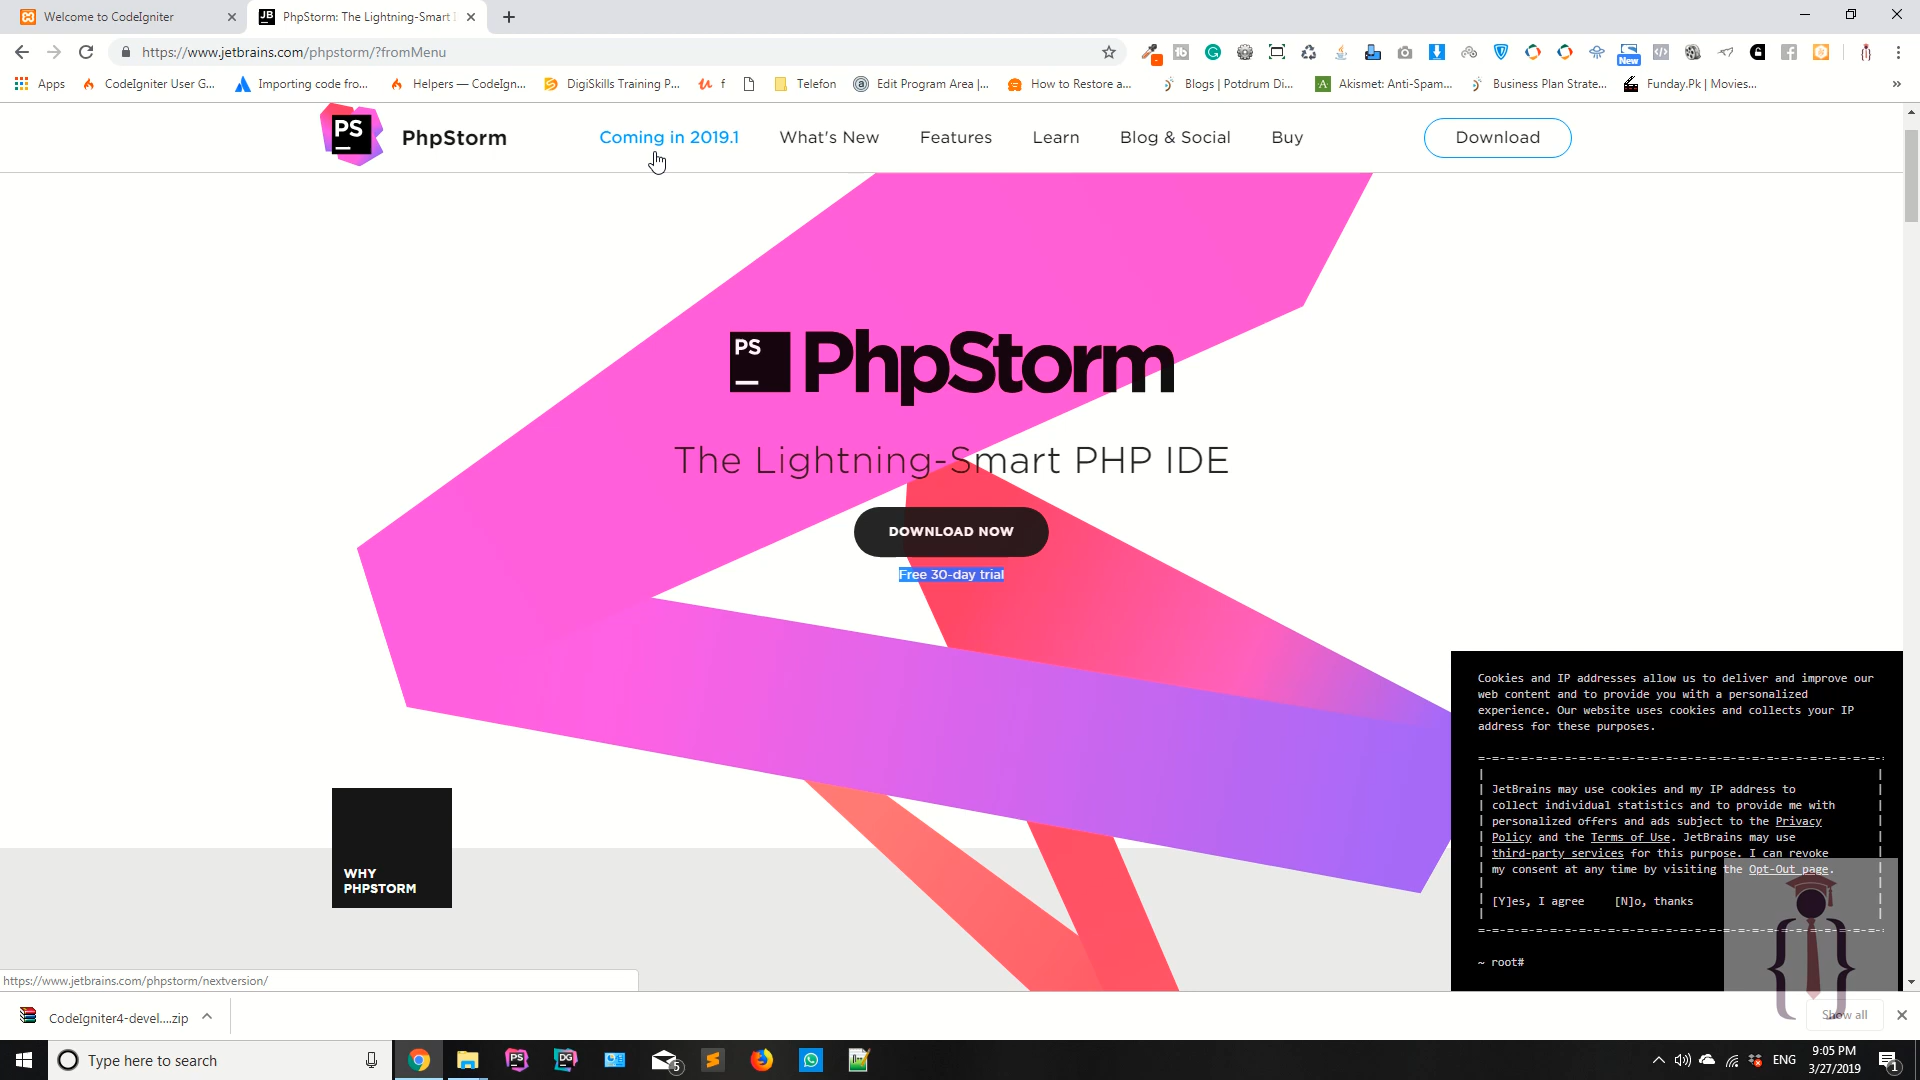 Welcome to CodeIgniter
JB
PhpStorm: The Lightning-Smart
https://www.jetbrains.com/phpstorm/?fromMenu
New
Apps
CodeIgniter User G...
Importing code fro...
Helpers — CodeIgn...
DigiSkills Training P...
f
Telefon
Edit Program Area |...
How to Restore a...
Blogs | Potdrum Di...
Akismet: Anti-Spam...
Business Plan Strate...
Funday.Pk | Movies...
PS
PhpStorm
Coming in 2019.1
What's New
Features
Learn
Blog & Social
Buy
Download
PS
PhpStorm
The Lightning-Smart PHP IDE
DOWNLOAD NOW
Free 30-day trial
WHY
PHPSTORM
Cookies and IP addresses allow us to deliver and improve our
web content and to provide you with a personalized
experience. Our website uses cookies and collects your IP
address for these purposes.
JetBrains may use cookies and my IP address to
collect individual statistics and to provide me with
personalized offers and ads subject to the Privacy
Policy and the Terms of Use. JetBrains may use
third-party services for this purpose. I can revoke
my consent at any time by visiting the Opt-Out page.
[Y]es, I agree [N]o, thanks
~ root#
https://www.jetbrains.com/phpstorm/nextversion/
CodeIgniter4-devel....zip
Show all
Type here to search
PS
DG
5
ENG
9:05 PM
3/27/2019
1